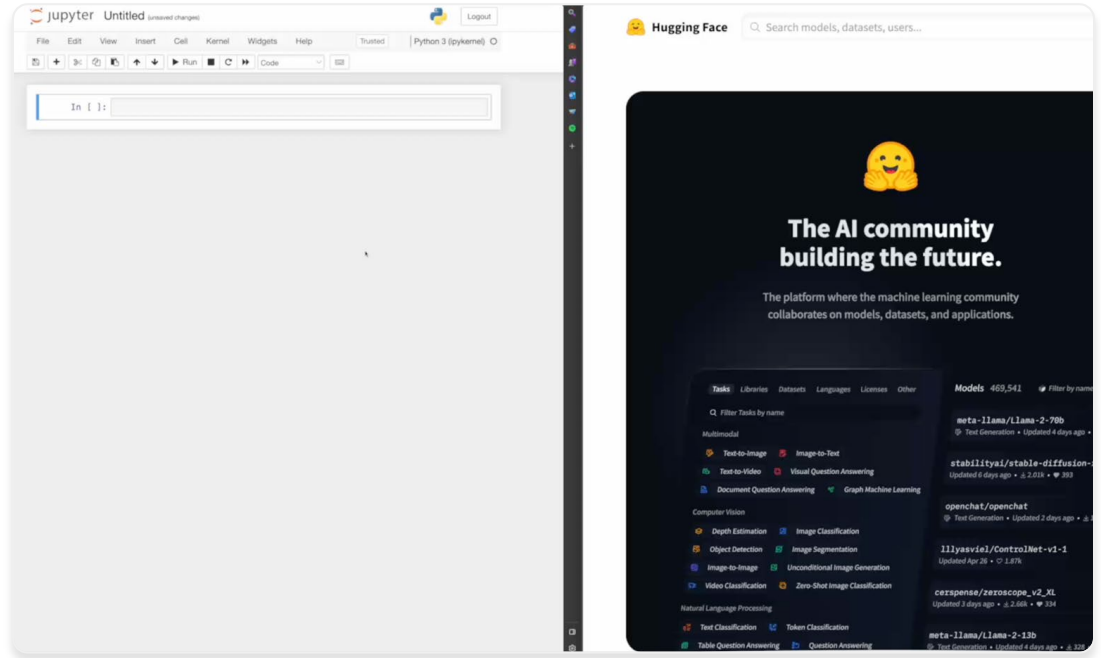 jupyter Untitled (unsaved changes)
Logout
File Edit View Insert Cell Kernel Widgets Help Trusted Python 3 (ipykernel)
Run Code
In [ ]:
Hugging Face
Search models, datasets, users...
The AI community
building the future.
The platform where the machine learning community
collaborates on models, datasets, and applications.
Tasks Libraries Datasets Languages Licenses Other
Filter Tasks by name
Multimodal
Text-to-Image Image-to-Text
Text-to-Video Visual Question Answering
Document Question Answering Graph Machine Learning
Computer Vision
Depth Estimation Image Classification
Object Detection Image Segmentation
Image-to-Image Unconditional Image Generation
Video Classification Zero-Shot Image Classification
Natural Language Processing
Text Classification Token Classification
Table Question Answering Question Answering
Models 469,541 Filter by name
meta-llama/Llama-2-70b
Text Generation • Updated 4 days ago •
stabilityai/stable-diffusion-
Updated 6 days ago • 2.01k • 393
openchat/openchat
Text Generation • Updated 2 days ago •
lllyasviel/ControlNet-v1-1
Updated Apr 26 • 1.87k
cerspense/zeroscope_v2_XL
Updated 3 days ago • 2.66k • 334
meta-llama/Llama-2-13b
Text Generation • Updated 4 days ago • 328